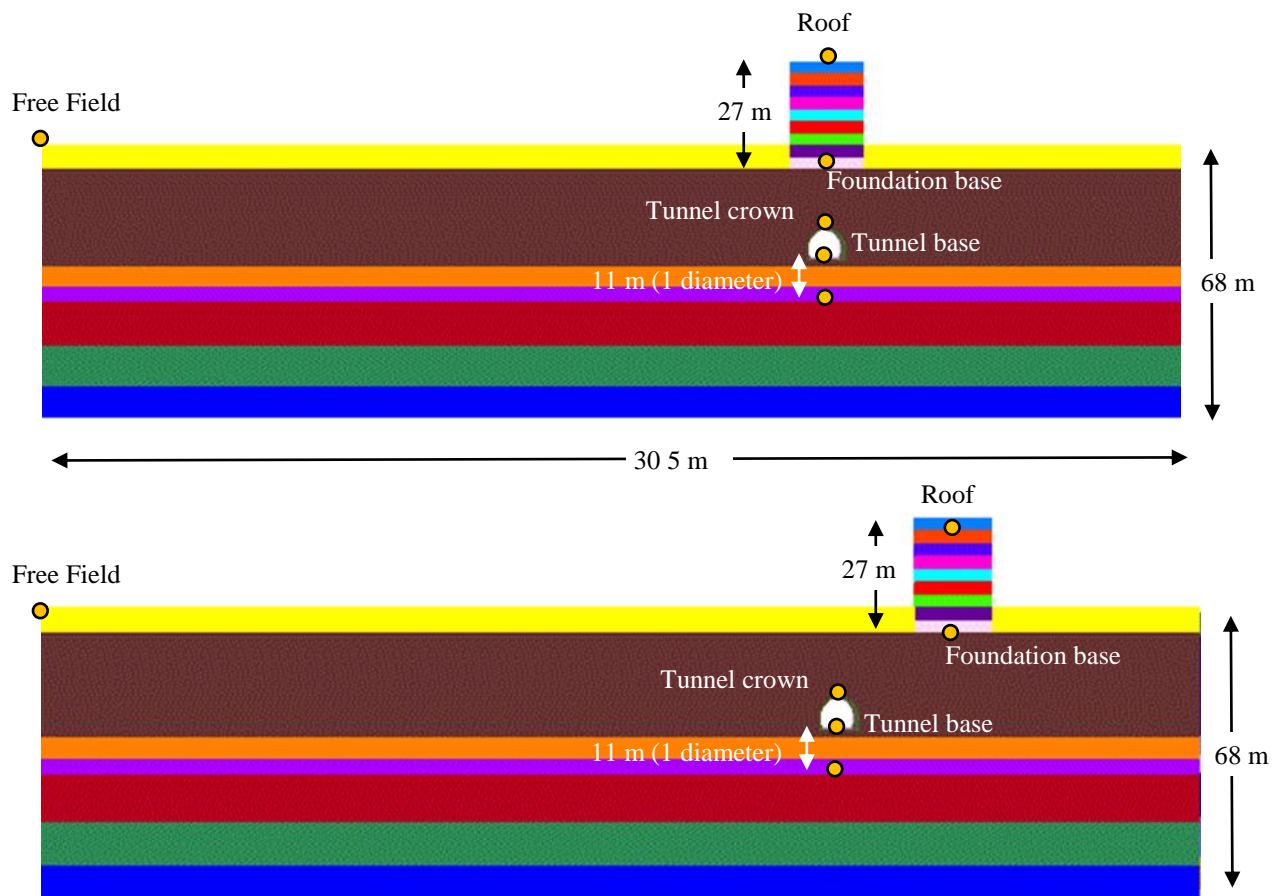 Roof
27 m
Free Field
Foundation base
Tunnel crown
Tunnel base
11 m (1 diameter)
68 m
30 5 m
Roof
27 m
Free Field
Foundation base
Tunnel crown
Tunnel base
11 m (1 diameter)
68 m